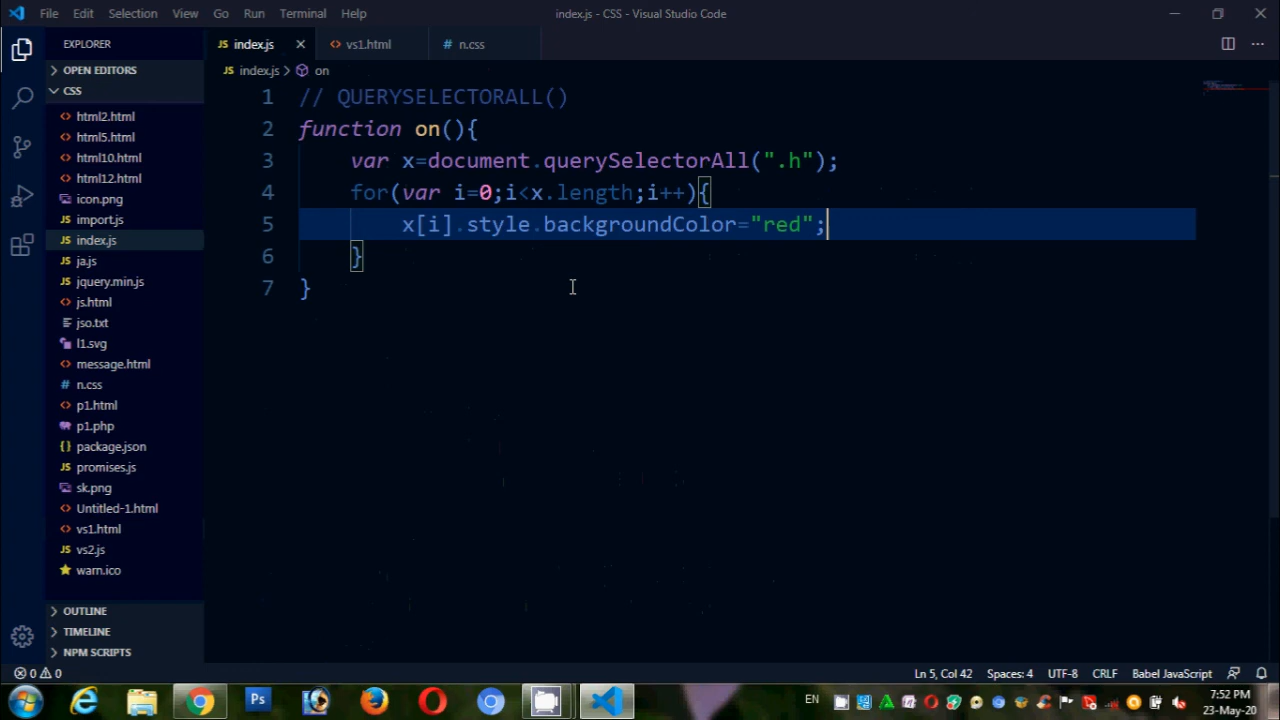 File Edit Selection View Go Run Terminal Help index.js - CSS - Visual Studio Code
EXPLORER
OPEN EDITORS
CSS
html2.html
html5.html
html10.html
html12.html
icon.png
import.js
index.js
ja.js
jquery.min.js
js.html
jso.txt
l1.svg
message.html
n.css
p1.html
p1.php
package.json
promises.js
sk.png
Untitled-1.html
vs1.html
vs2.js
warn.ico
OUTLINE
TIMELINE
NPM SCRIPTS
index.js vs1.html n.css
index.js on
1 // QUERYSELECTORALL()
2 function on(){
3 var x=document.querySelectorAll(".h");
4 for(var i=0;i<x.length;i++){
5 x[i].style.backgroundColor="red";
6 }
7 }
0 0 Ln 5, Col 42 Spaces: 4 UTF-8 CRLF Babel JavaScript
Ps EN 7:52 PM
23-May-20